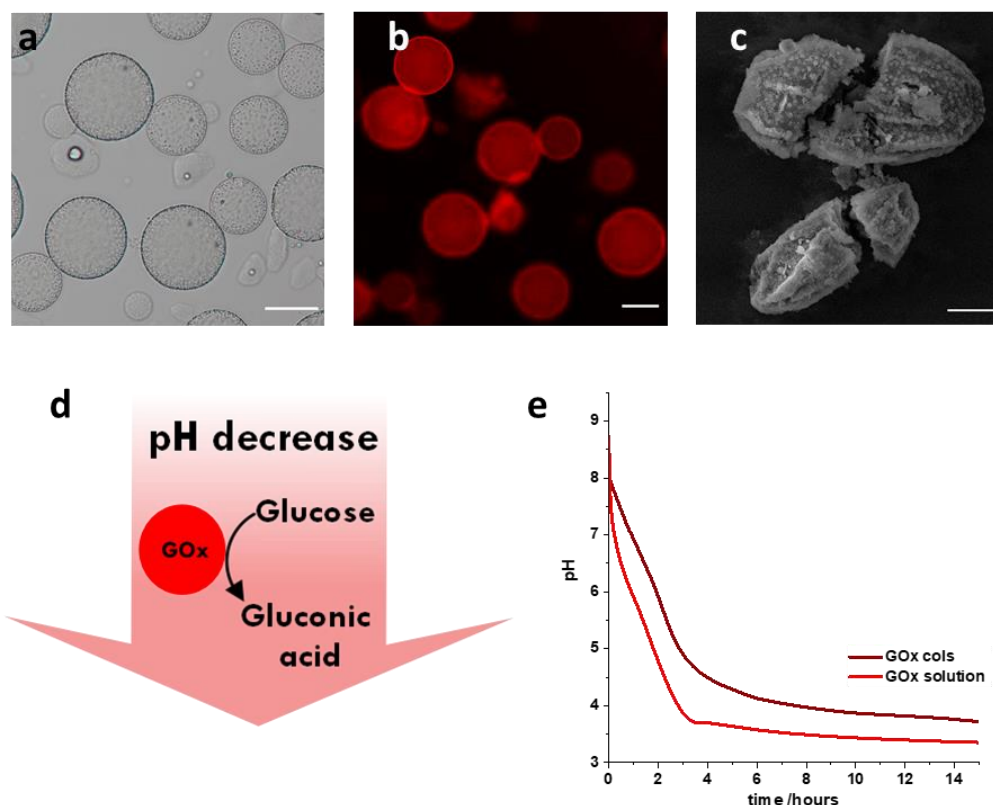 a
b
c
d
pH decrease
GOx
Glucose
Gluconic
acid
e
9
8
7
6
5
4
3
pH
GOx cols
GOx solution
0 2 4 6 8 10 12 14
time /hours